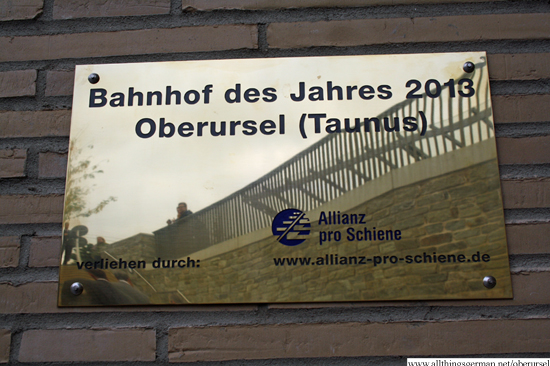 Bahnhof des Jahres 2013
Oberursel (Taunus)
Allianz
pro Schiene
verliehen durch: www.allianz-pro-schiene.de
www.allthingsgerman.net/oberursel